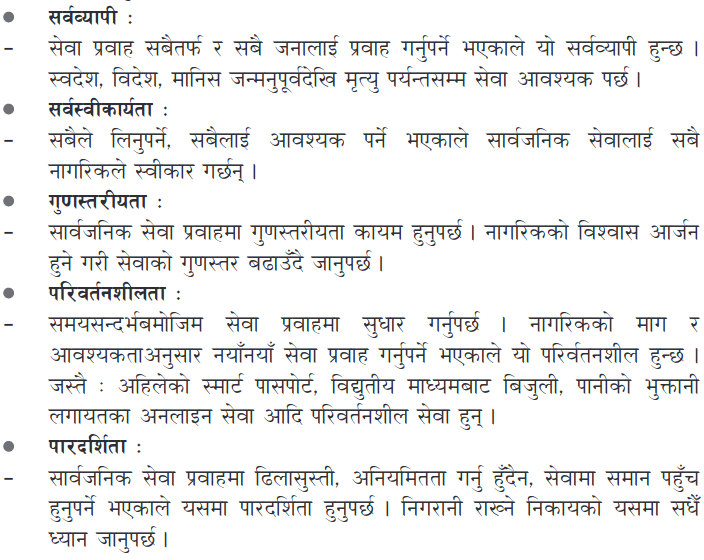 ● सर्वव्यापी :
– सेवा प्रवाह सबैतर्फ र सबै जनालाई प्रवाह गर्नुपर्ने भएकाले यो सर्वव्यापी हुन्छ ।
स्वदेश, विदेश, मानिस जन्मनुपूर्वदेखि मृत्यु पर्यन्तसम्म सेवा आवश्यक पर्छ ।
● सर्वस्वीकार्यता :
– सबैले लिनुपर्ने, सबैलाई आवश्यक पर्ने भएकाले सार्वजनिक सेवालाई सबै
नागरिकले स्वीकार गर्छन् ।
● गुणस्तरीयता :
– सार्वजनिक सेवा प्रवाहमा गुणस्तरीयता कायम हुनुपर्छ । नागरिकको विश्वास आर्जन
हुने गरी सेवाको गुणस्तर बढाउँदै जानुपर्छ ।
● परिवर्तनशीलता :
– समयसन्दर्भबमोजिम सेवा प्रवाहमा सुधार गर्नुपर्छ । नागरिकको माग र
आवश्यकताअनुसार नयाँनयाँ सेवा प्रवाह गर्नुपर्ने भएकाले यो परिर्वतनशील हुन्छ ।
जस्तै : अहिलेको स्मार्ट पासपोर्ट, विद्युतीय माध्यमबाट बिजुली, पानीको भुक्तानी
लगायतका अनलाइन सेवा आदि परिवर्तनशील सेवा हुन् ।
● पारदर्शिता :
– सार्वजनिक सेवा प्रवाहमा ढिलासुस्ती, अनियमितता गर्नु हुँदैन, सेवामा समान पहुँच
हुनुपर्ने भएकाले यसमा पारदर्शिता हुनुपर्छ । निगरानी राख्ने निकायको यसमा सधैँ
ध्यान जानुपर्छ ।